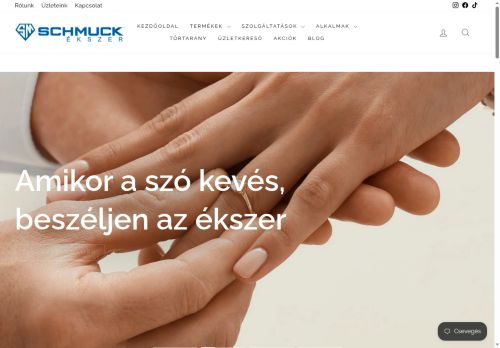 Rólunk Üzleteink Kapcsolat
SCHMUCK
ÉKSZER
KEZDŐOLDAL TERMÉKEK SZOLGÁLTATÁSOK ALKALMAK
TÖRTARANY ÜZLETKERESŐ AKCIÓK BLOG
Amikor a szó kevés,
beszéljen az ékszer
Csevegés